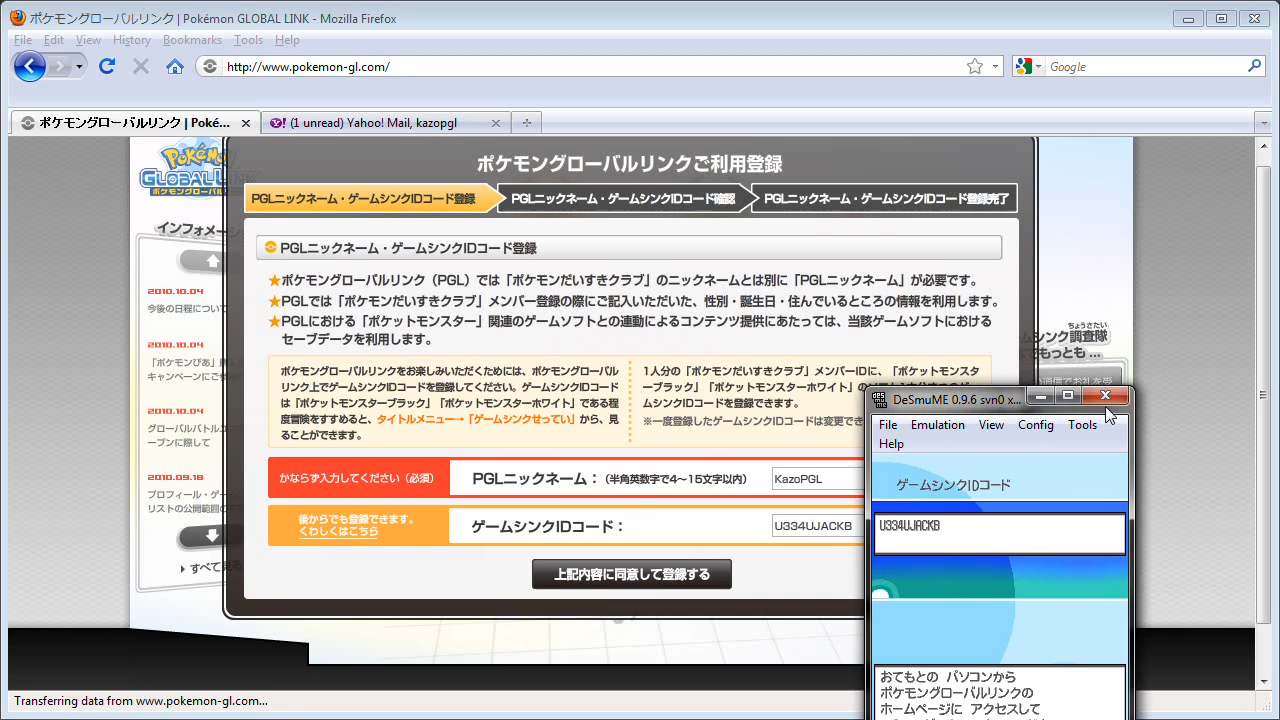 ポケモングローバルリンク | Pokémon GLOBAL LINK - Mozilla Firefox
File Edit View History Bookmarks Tools Help
http://www.pokemon-gl.com/
Google
ポケモングローバルリンク | Poké...
(1 unread) Yahoo! Mail, kazopgl
Pokémon
GLOBAL LINK
ポケモングローバルリ
インフォメーシ
2010.10.04
今後の日程について
2010.10.04
「ポケモンぴあ」
キャンペーンにご
2010.10.04
グローバルバトル
ープンに際して
2010.09.18
プロフィール・ゲー
リストの公開範囲の
すべて
ポケモングローバルリンクご利用登録
PGLニックネーム・ゲームシンクIDコード登録
PGLニックネーム・ゲームシンクIDコード確認
PGLニックネーム・ゲームシンクIDコード登録完了
PGLニックネーム・ゲームシンクIDコード登録
★ポケモングローバルリンク（PGL）では「ポケモンだいすきクラブ」のニックネームとは別に「PGLニックネーム」が必要です。
★PGLでは「ポケモンだいすきクラブ」メンバー登録の際にご記入いただいた、性別・誕生日・住んでいるところの情報を利用します。
★PGLにおける「ポケットモンスター」関連のゲームソフトとの連動によるコンテンツ提供にあたっては、当該ゲームソフトにおける
セーブデータを利用します。
ポケモングローバルリンクをお楽しみいただくためには、ポケモングローバル
リンク上でゲームシンクIDコードを登録してください。ゲームシンクIDコード
は「ポケットモンスターブラック」「ポケットモンスターホワイト」である程
度冒険をすすめると、タイトルメニュー→「ゲームシンクせってい」から、見
ることができます。
1人分の「ポケモンだいすきクラブ」メンバーIDに、「ポケットモンスタ
ーブラック」「ポケットモンスターホワイト」の
ムシンクIDコードを登録できます。
※一度登録したゲームシンクIDコードは変更でき
かならず入力してください（必須）
PGLニックネーム：（半角英数字で4～15文字以内）
KazoPGL
後からでも登録できます。
くわしくはこちら
ゲームシンクIDコード：
U334UJACKB
上記内容に同意して登録する
ちょうさたい
ムシンク調査隊
でもっとも ...
DeSmuME 0.9.6 svn0 x...
File Emulation View Config Tools
Help
ゲームシンクIDコード
U334UJACKB
おてもとの パソコンから
ポケモングローバルリンクの
ホームページに アクセスして
Transferring data from www.pokemon-gl.com...